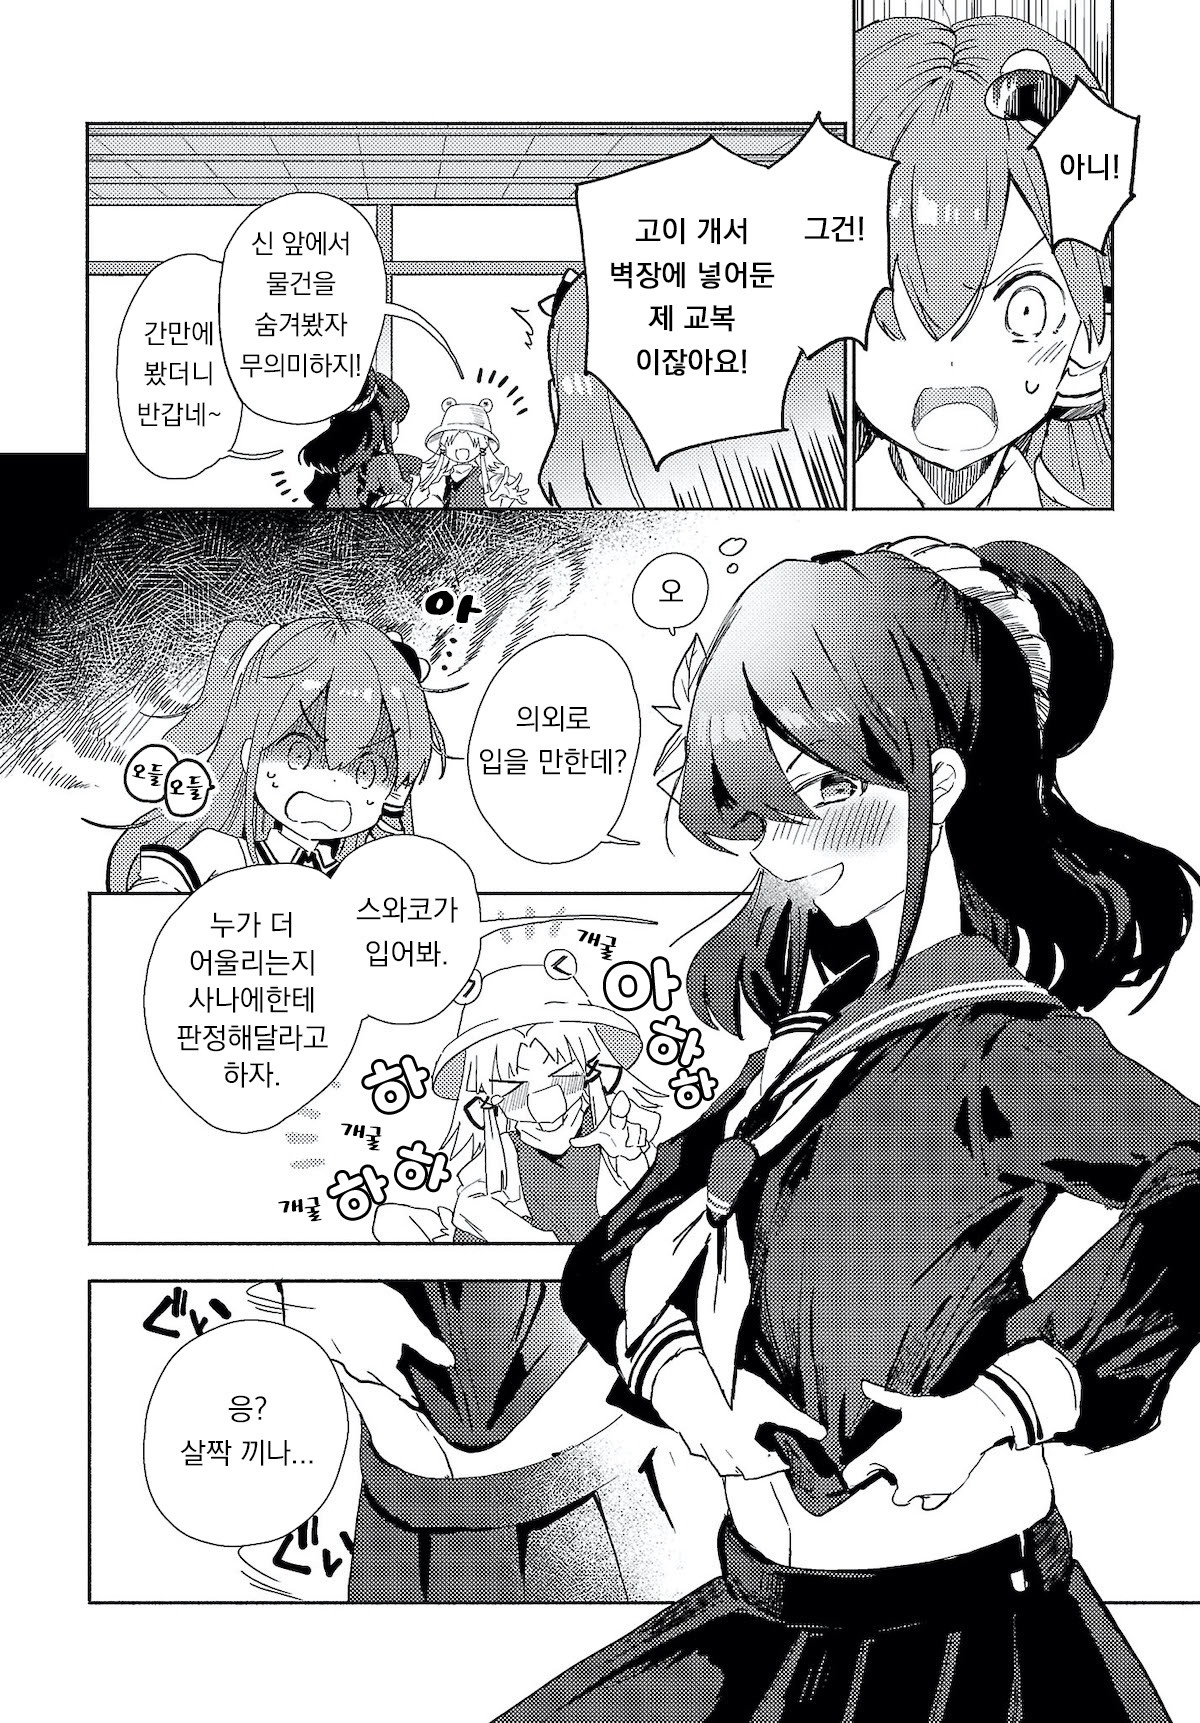 아니!
그건!
고이 개서
벽장에 넣어둔
제 교복
이잖아요!
신 앞에서
물건을
숨겨봤자
무의미하지!
간만에
봤더니
반갑네~
오
의외로
입을 만한데?
아
오들
오들
스와코가
입어봐.
누가 더
어울리는지
사나에한테
판정해달라고
하자.
개굴
아
하
하
하
개굴
하
하
개굴
ぐい
응?
살짝 끼나...
ぐい